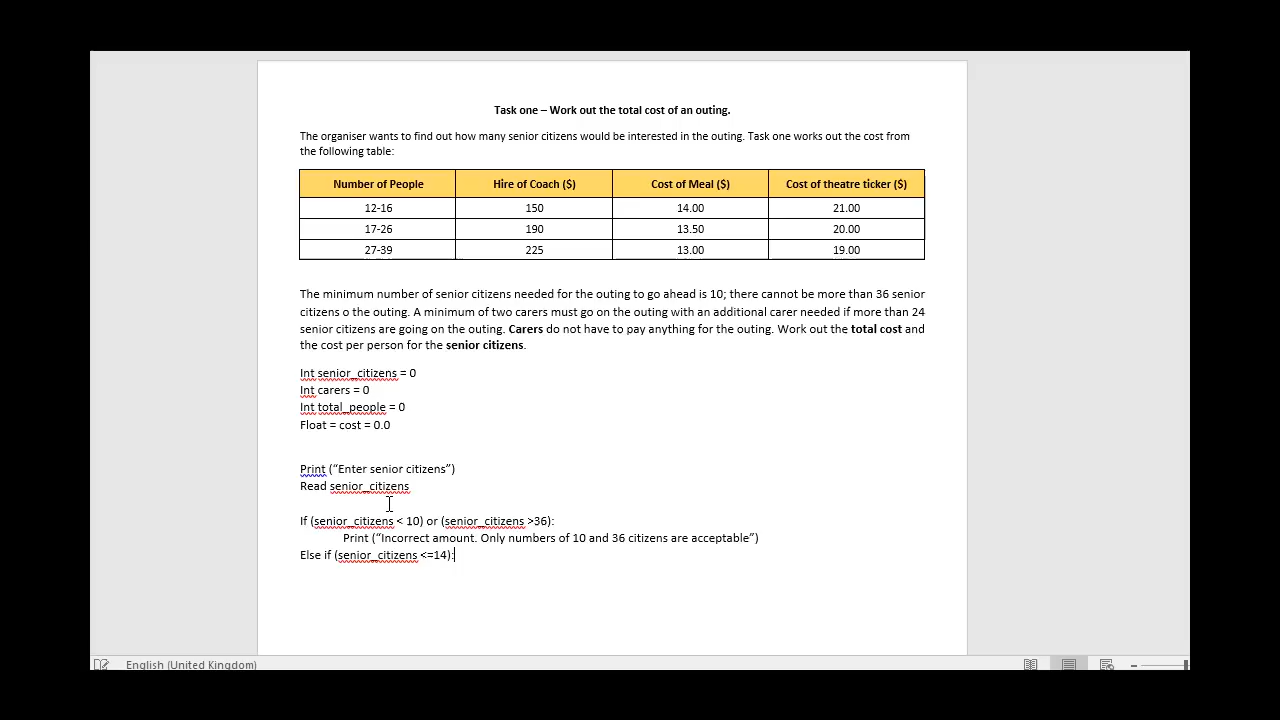 Task one – Work out the total cost of an outing.
The organiser wants to find out how many senior citizens would be interested in the outing. Task one works out the cost from
the following table:
Number of People Hire of Coach ($) Cost of Meal ($) Cost of theatre ticker ($)
12-16 150 14.00 21.00
17-26 190 13.50 20.00
27-39 225 13.00 19.00
The minimum number of senior citizens needed for the outing to go ahead is 10; there cannot be more than 36 senior
citizens o the outing. A minimum of two carers must go on the outing with an additional carer needed if more than 24
senior citizens are going on the outing. Carers do not have to pay anything for the outing. Work out the total cost and
the cost per person for the senior citizens.
Int senior_citizens = 0
Int carers = 0
Int total_people = 0
Float = cost = 0.0
Print (“Enter senior citizens”)
Read senior_citizens
If (senior_citizens < 10) or (senior_citizens >36):
Print (“Incorrect amount. Only numbers of 10 and 36 citizens are acceptable”)
Else if (senior_citizens <=14):
English (United Kingdom)